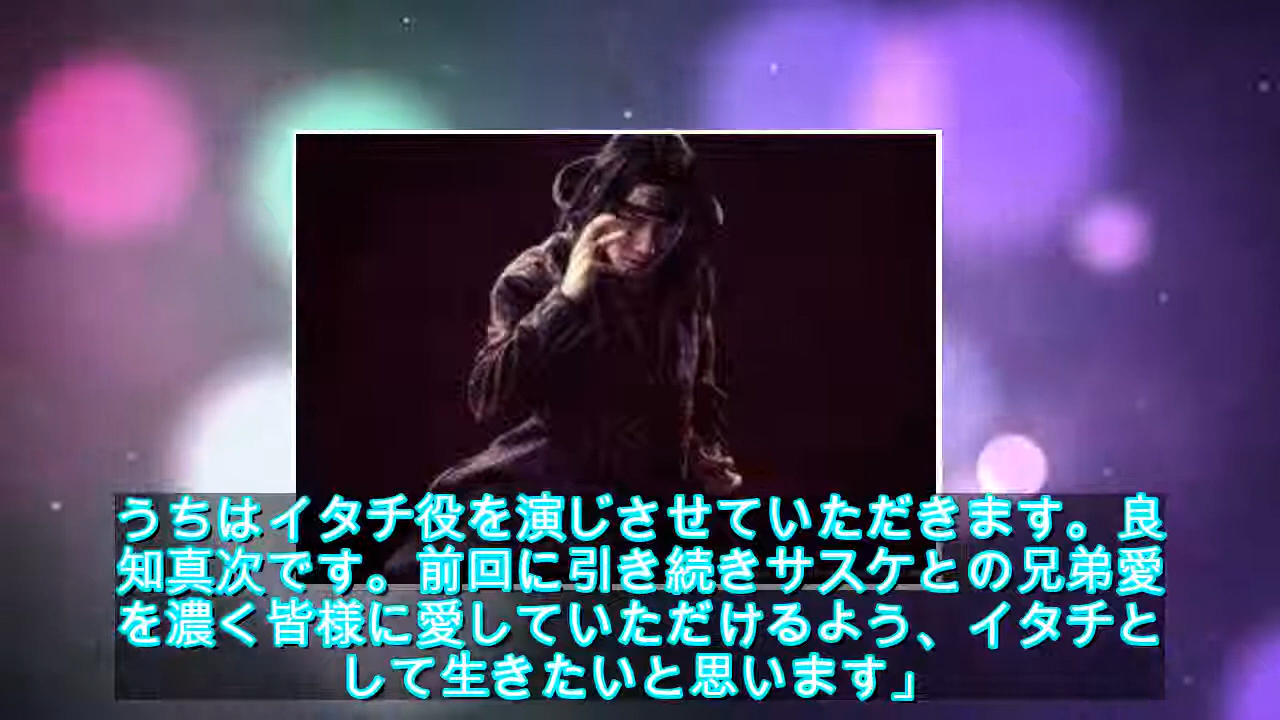 うちはイタチ役を演じさせていただきます。良
知真次です。前回に引き続きサスケとの兄弟愛
を濃く皆様に愛していただけるよう、イタチと
して生きたいと思います」